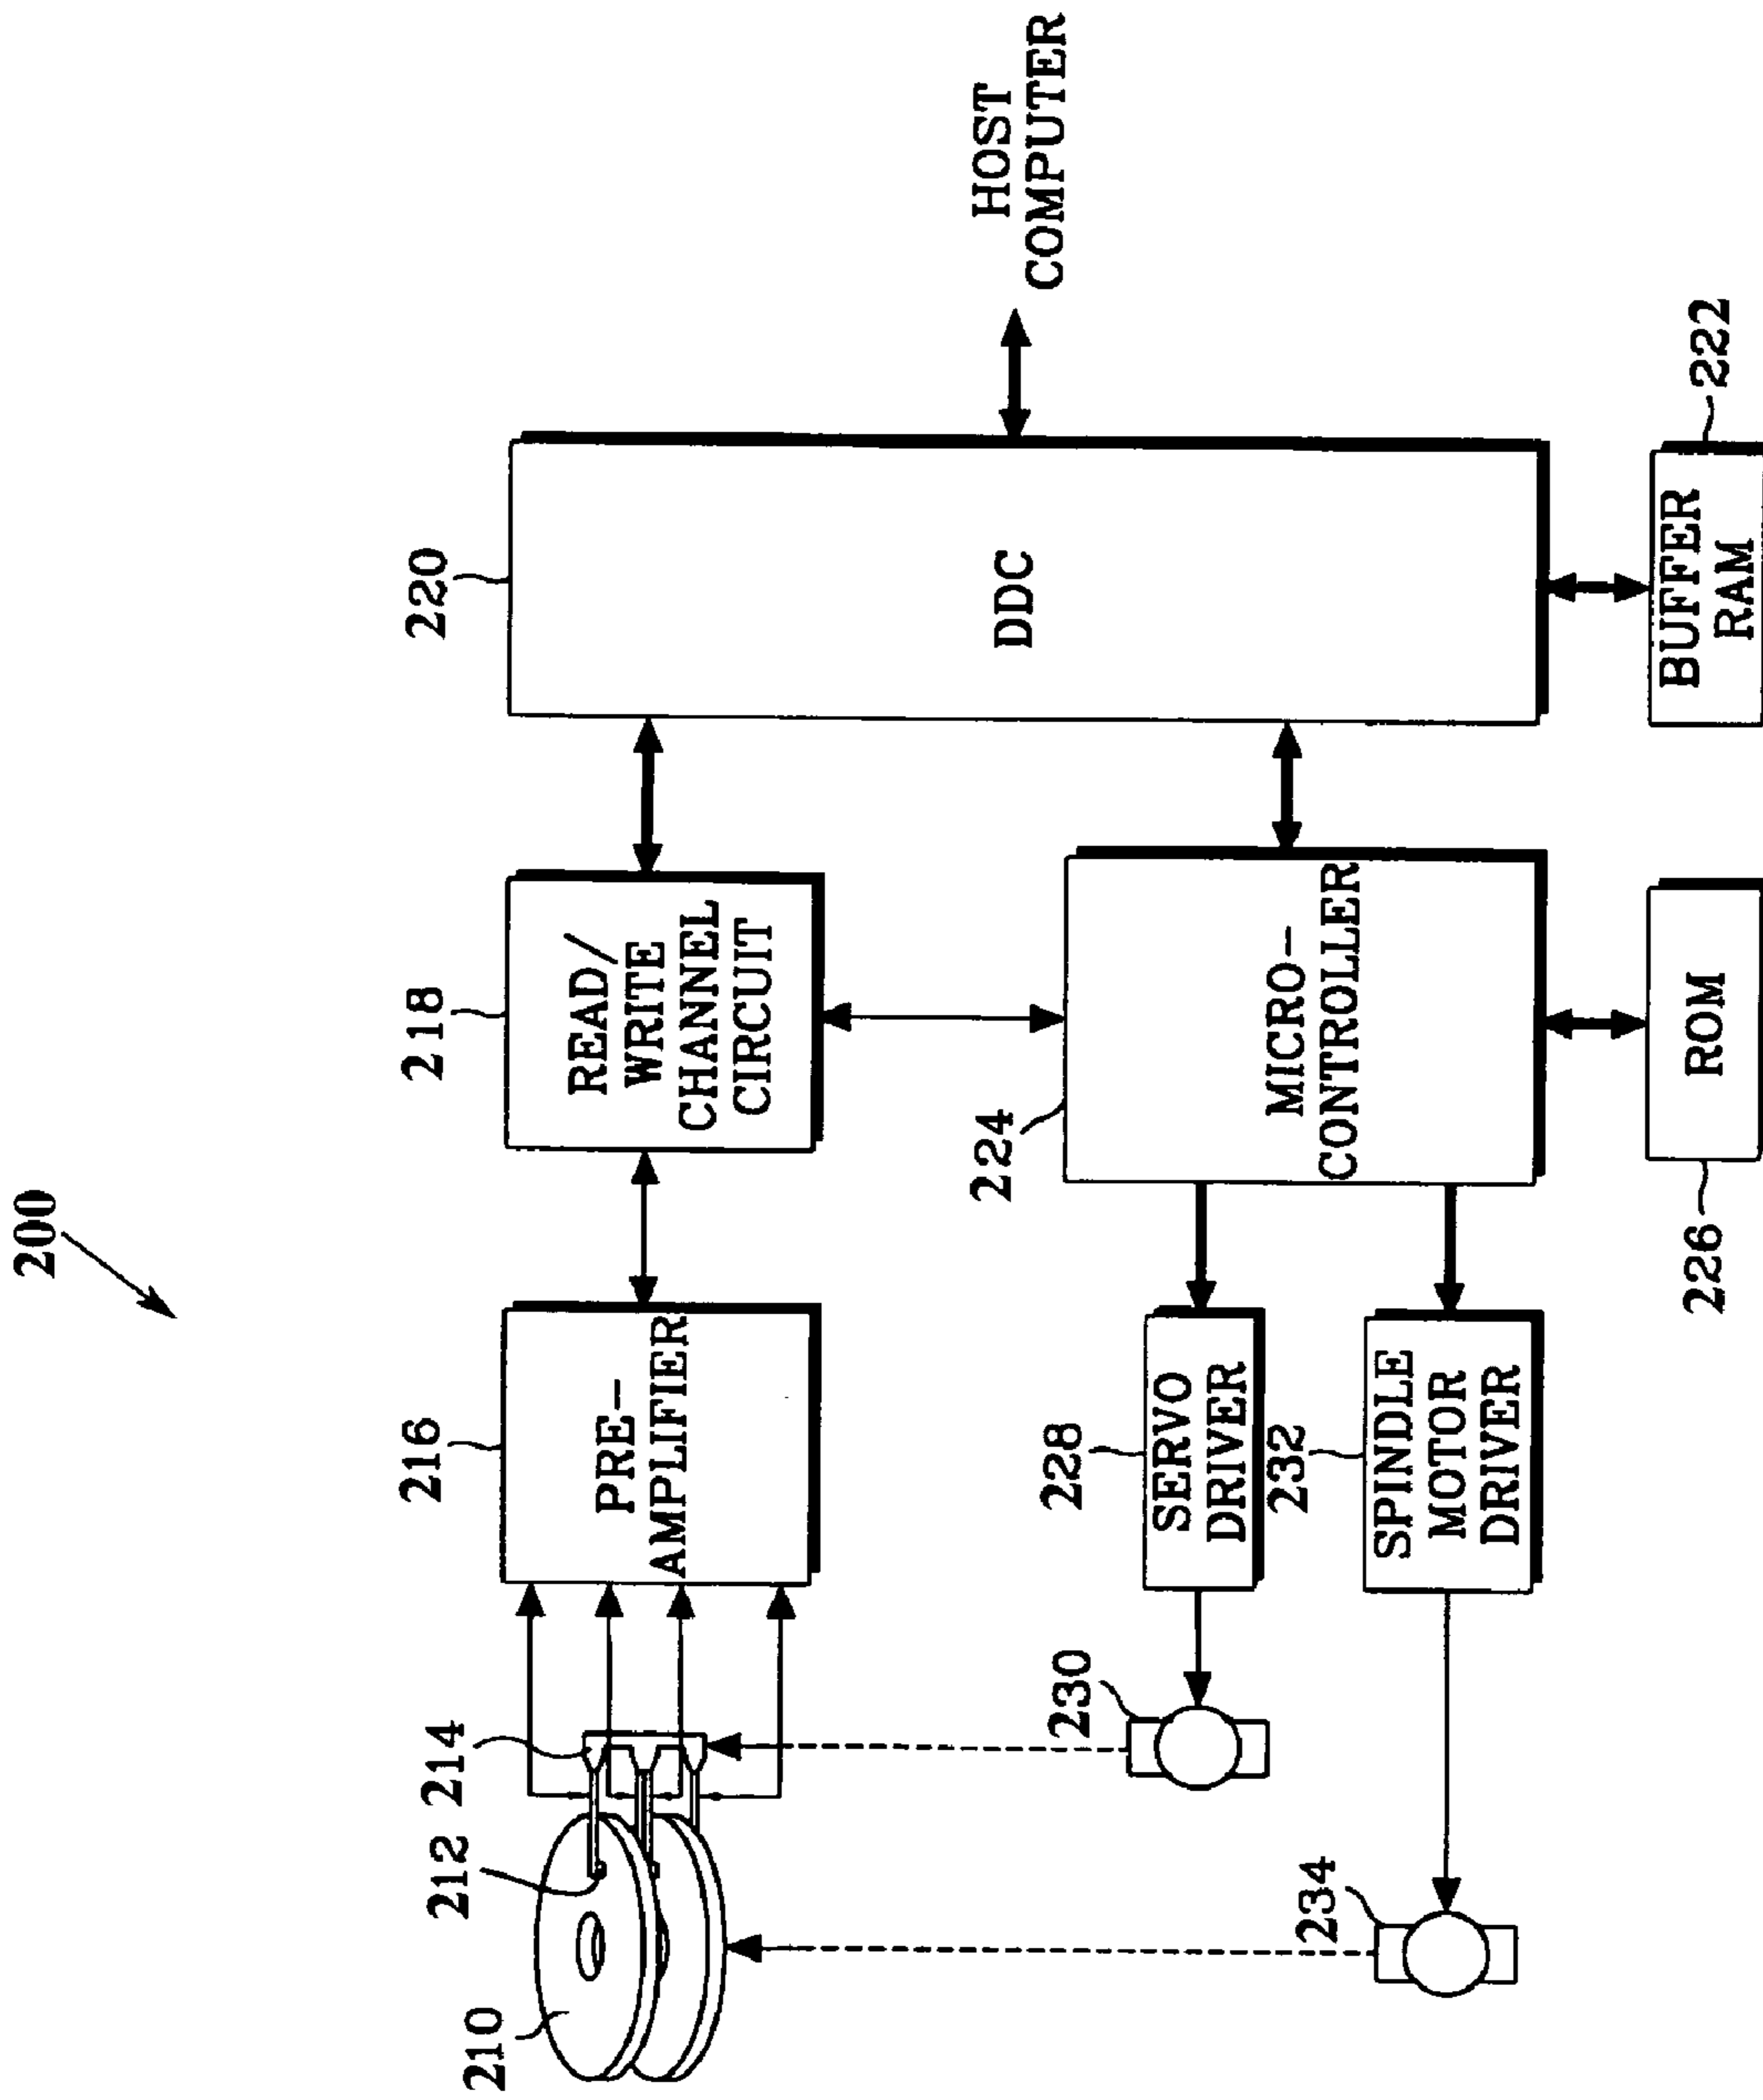 200
210
212
214
216
PRE-
AMPLIFIER
218
READ/
WRITE
CHANNEL
CIRCUIT
220
DDC
HOST
COMPUTER
224
MICRO-
CONTROLLER
230
228
SERVO
DRIVER
234
232
SPINDLE
MOTOR
DRIVER
226
ROM
222
BUFFER
RAM